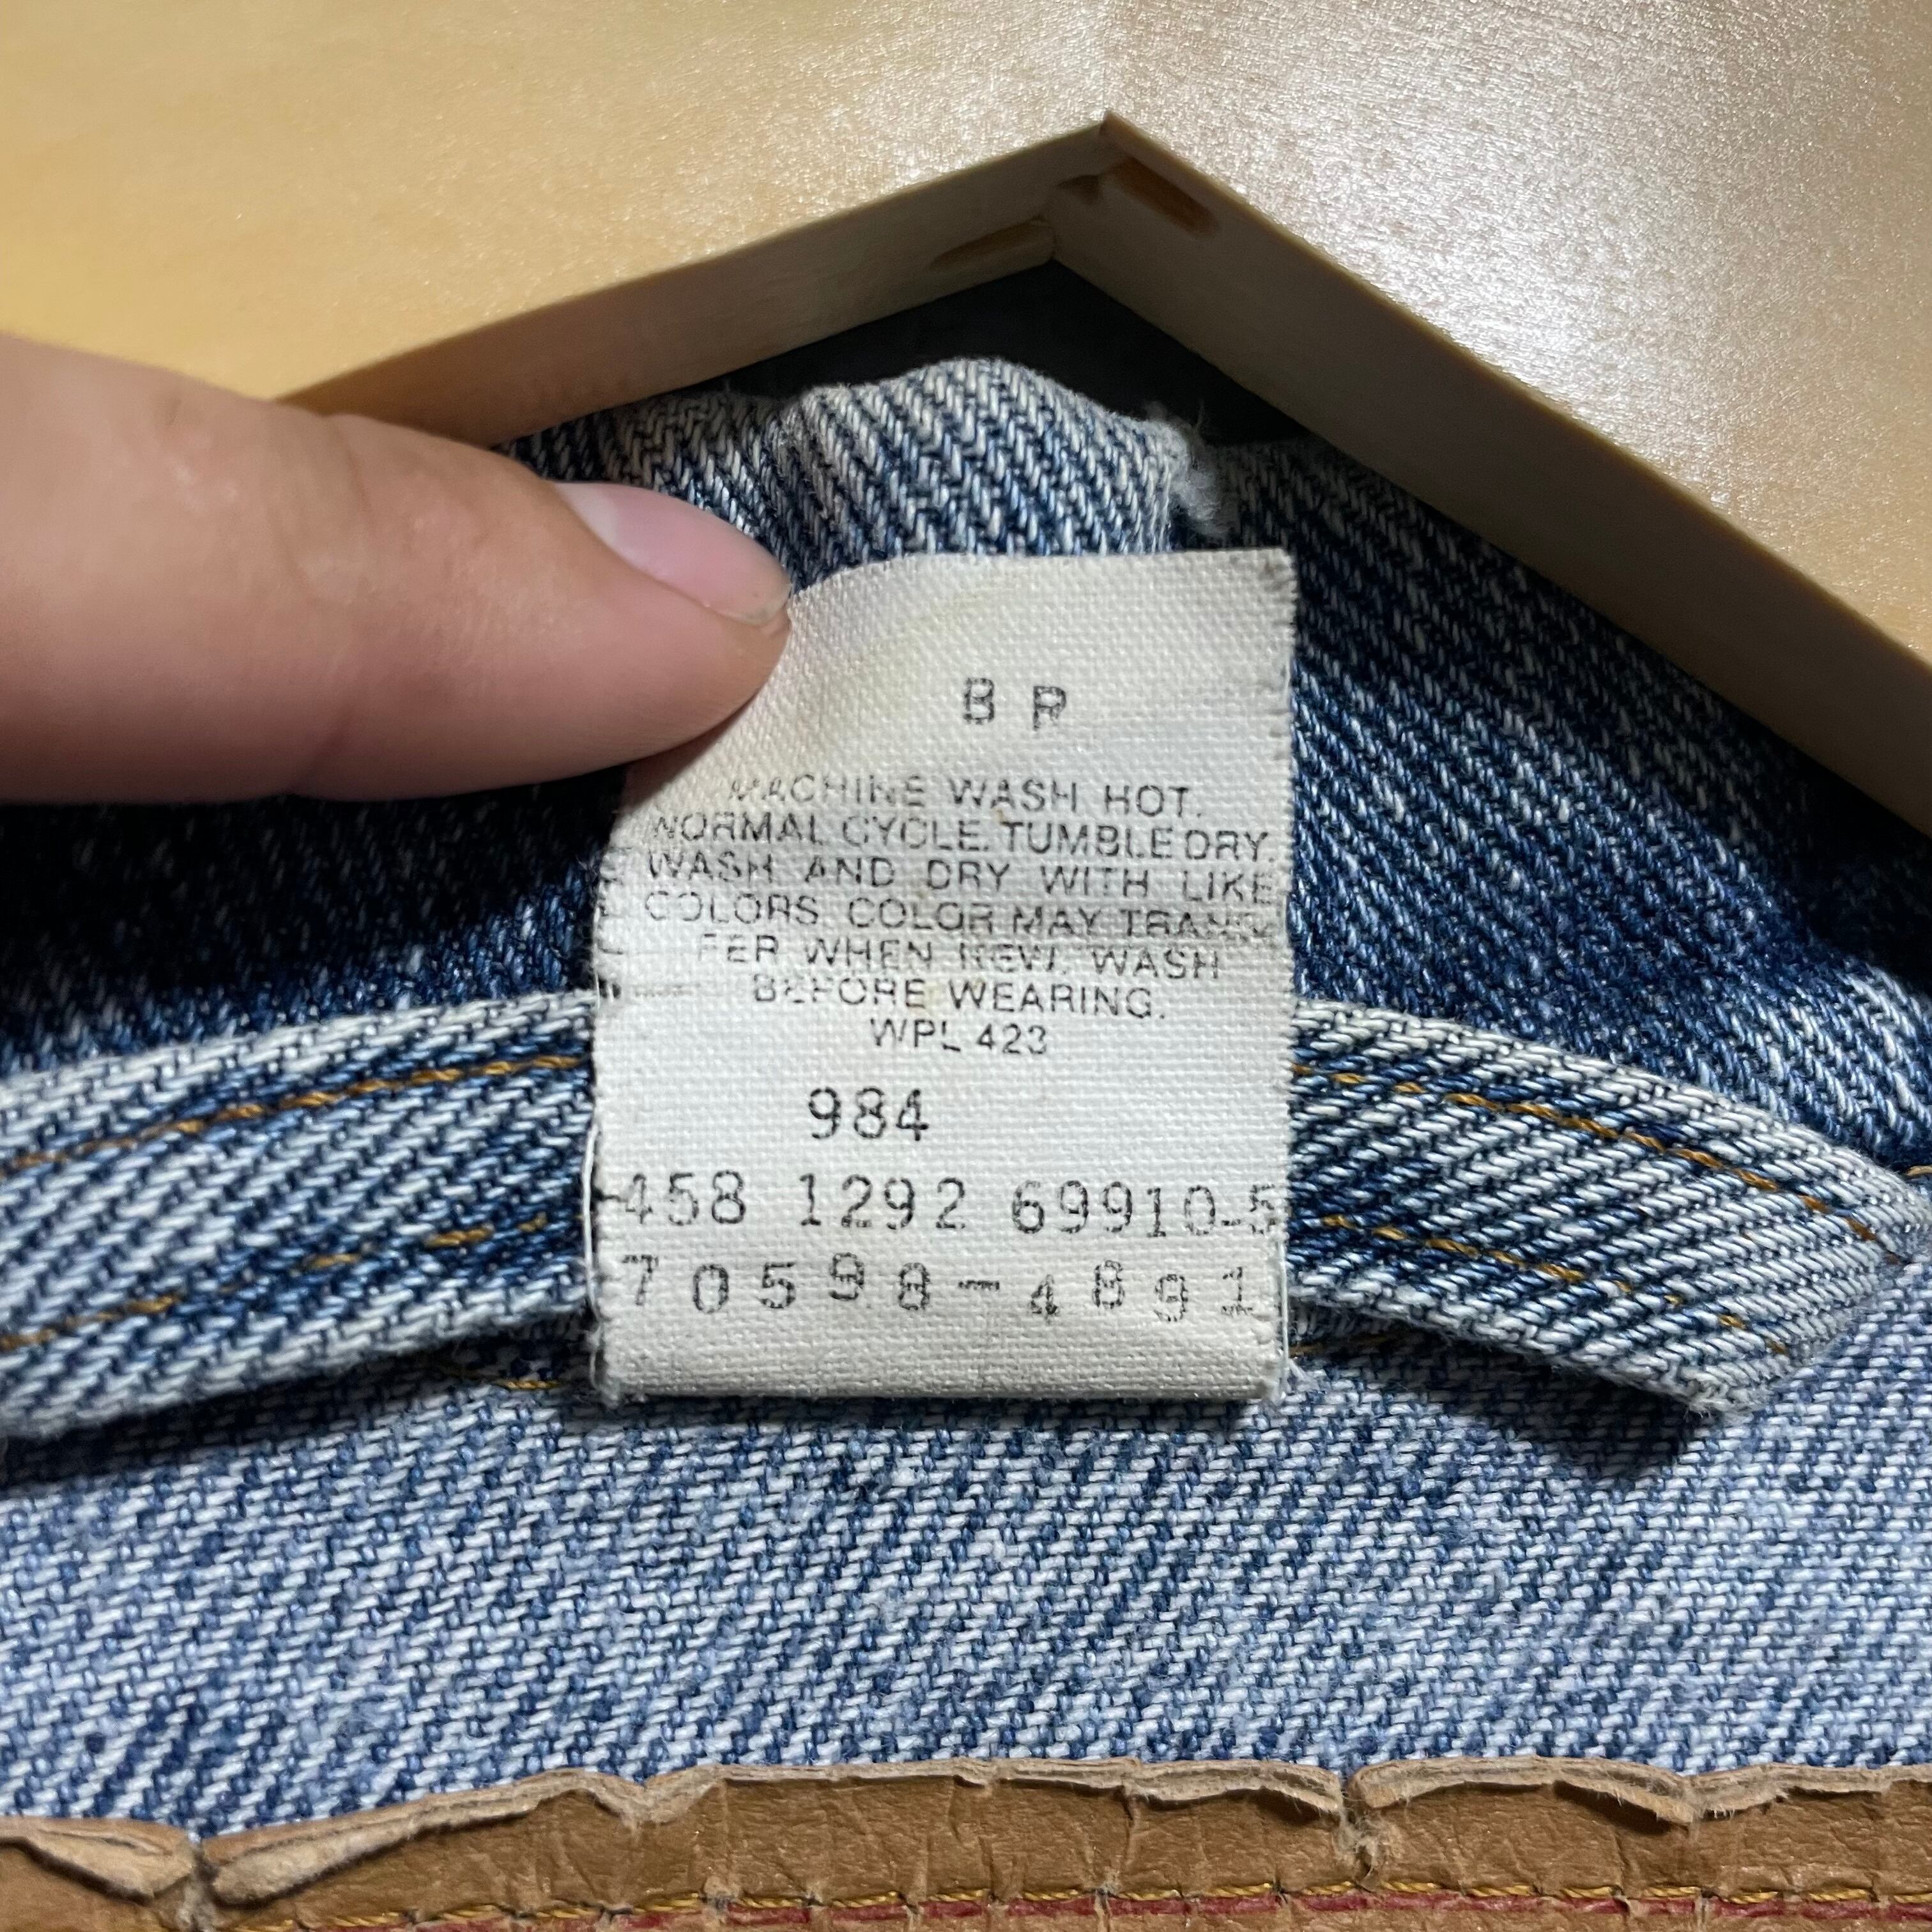 B P
MACHINE WASH HOT.
NORMAL CYCLE. TUMBLE DRY.
WASH AND DRY WITH LIKE
COLORS. COLOR MAY TRANS-
FER WHEN NEW. WASH
BEFORE WEARING.
WPL 423
984
458 1292 69910-5
70598-4891